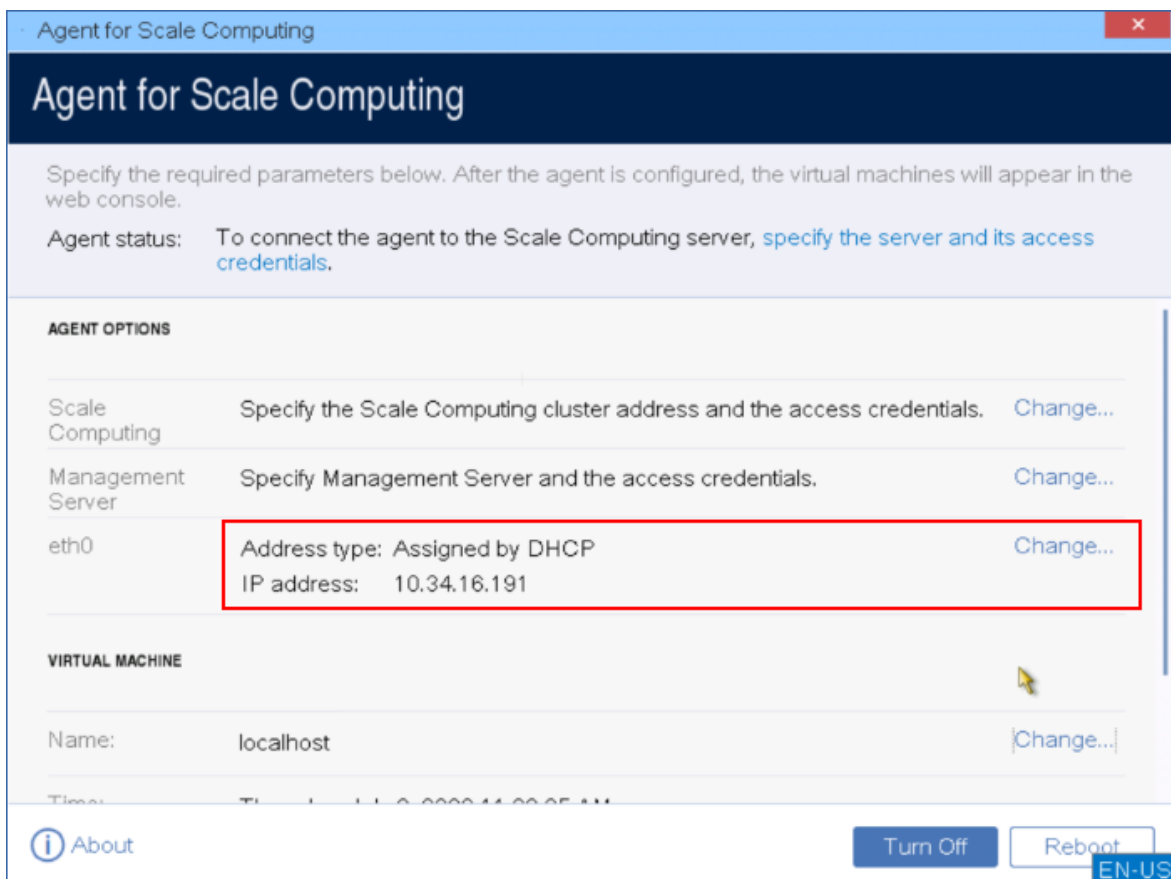 Agent for Scale Computing
Agent for Scale Computing
Specify the required parameters below. After the agent is configured, the virtual machines will appear in the
web console.
Agent status: To connect the agent to the Scale Computing server, specify the server and its access
credentials.
AGENT OPTIONS
Scale
Computing
Specify the Scale Computing cluster address and the access credentials. Change...
Management
Server
Specify Management Server and the access credentials. Change...
eth0 Address type: Assigned by DHCP Change...
IP address: 10.34.16.191
VIRTUAL MACHINE
Name: localhost Change...
Time:
About Turn Off Reboot
EN-US